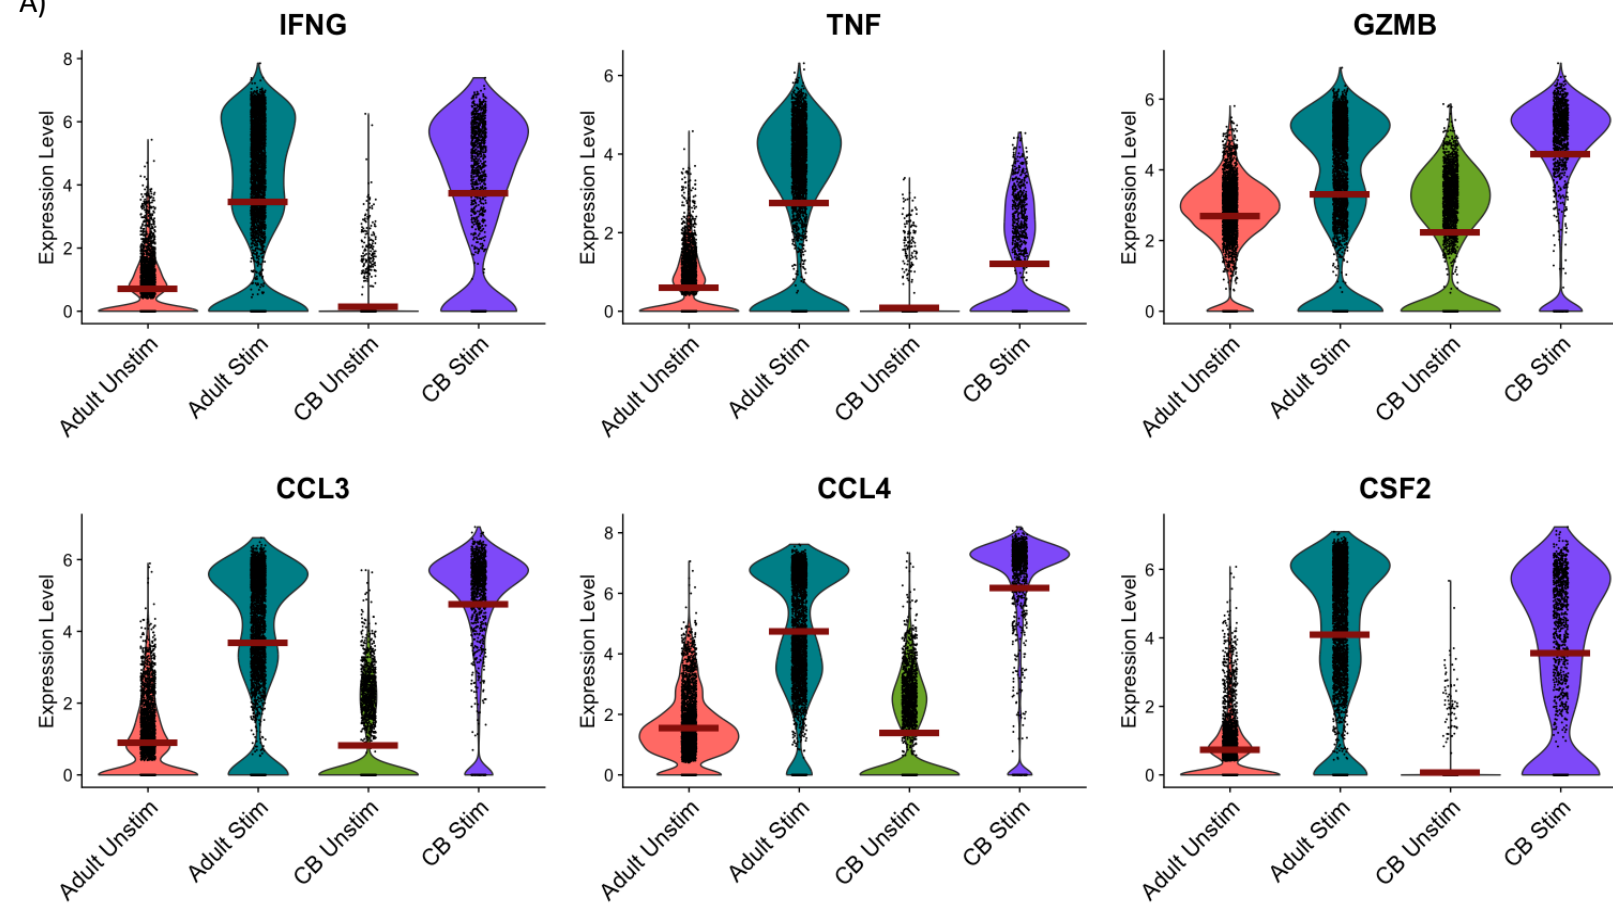 A)
IFNG
TNF
GZMB
Expression Level
8
6
4
2
0
Expression Level
6
4
2
0
Expression Level
6
4
2
0
Adult Unstim
Adult Stim
CB Unstim
CB Stim
Adult Unstim
Adult Stim
CB Unstim
CB Stim
Adult Unstim
Adult Stim
CB Unstim
CB Stim
CCL3
CCL4
CSF2
Expression Level
6
4
2
0
Expression Level
8
6
4
2
0
Expression Level
6
4
2
0
Adult Unstim
Adult Stim
CB Unstim
CB Stim
Adult Unstim
Adult Stim
CB Unstim
CB Stim
Adult Unstim
Adult Stim
CB Unstim
CB Stim